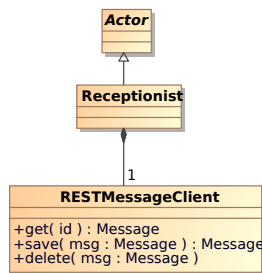 Actor
Receptionist
1
RESTMessageClient
+get( id ) : Message
+save( msg : Message ) : Message
+delete( msg : Message )